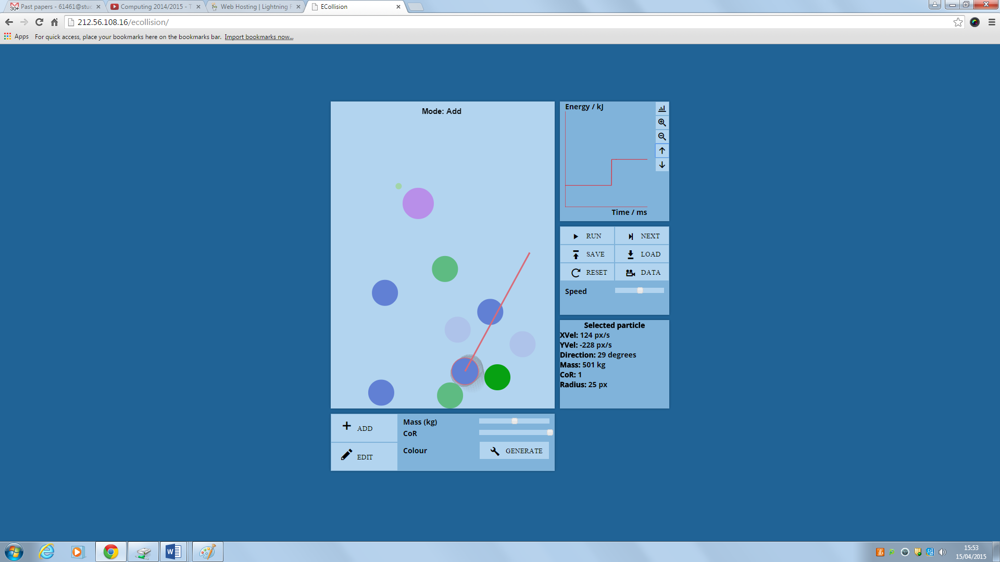 30+ Past papers - 61461@stuc
Computing 2014/2015 - T
Web Hosting | Lightning F
ECollision
212.56.108.16/ecollision/
Apps For quick access, place your bookmarks here on the bookmarks bar. Import bookmarks now...
Mode: Add
Energy / kJ
Time / ms
RUN
NEXT
SAVE
LOAD
RESET
DATA
Speed
Selected particle
XVel: 124 px/s
YVel: -228 px/s
Direction: 29 degrees
Mass: 501 kg
CoR: 1
Radius: 25 px
ADD
EDIT
Mass (kg)
CoR
Colour
GENERATE
15:53
15/04/2015